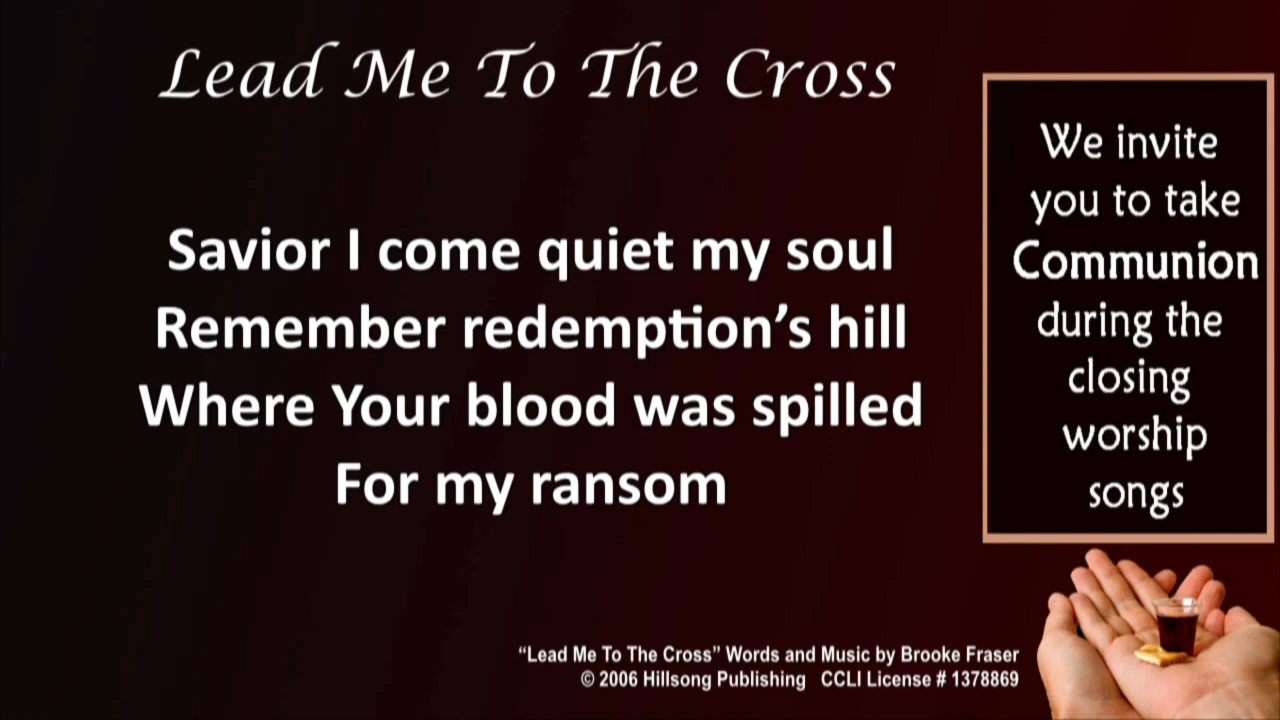 Lead Me To The Cross
Savior I come quiet my soul
Remember redemption’s hill
Where Your blood was spilled
For my ransom
We invite
you to take
Communion
during the
closing
worship
songs
“Lead Me To The Cross” Words and Music by Brooke Fraser
© 2006 Hillsong Publishing CCLI License # 1378869